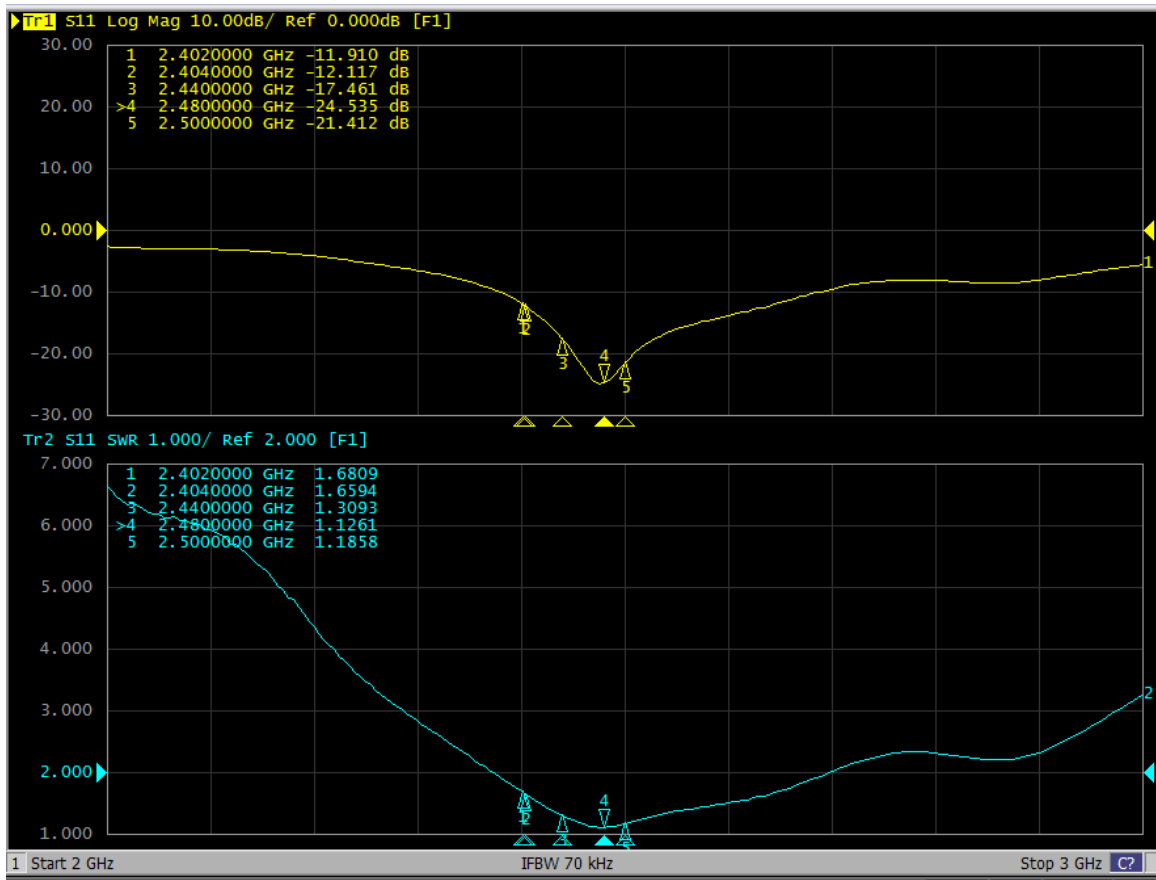 Tr1 S11 Log Mag 10.00dB/ Ref 0.000dB [F1]
30.00
1 2.4020000 GHz -11.910 dB
2 2.4040000 GHz -12.117 dB
3 2.4400000 GHz -17.461 dB
20.00
>4 2.4800000 GHz -24.535 dB
5 2.5000000 GHz -21.412 dB
10.00
0.000
1
-10.00
1 2
-20.00
3
4
5
-30.00
Tr2 S11 SWR 1.000/ Ref 2.000 [F1]
7.000
1 2.4020000 GHz 1.6809
2 2.4040000 GHz 1.6594
3 2.4400000 GHz 1.3093
6.000
>4 2.4800000 GHz 1.1261
5 2.5000000 GHz 1.1858
5.000
4.000
3.000
2
2.000
4
1 2
1.000
3
5
1 Start 2 GHz IFBW 70 kHz Stop 3 GHz C?